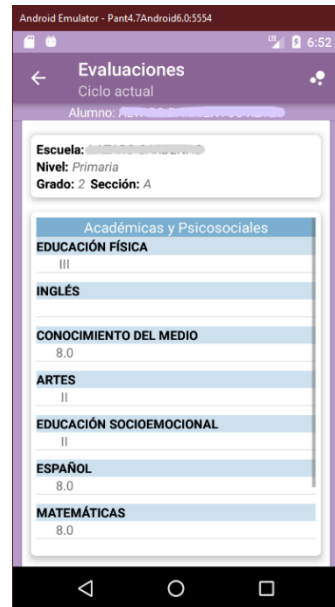 Android Emulator - Pant4.7Android6.0:5554
LTE 6:52
Evaluaciones
Ciclo actual
Alumno:
Escuela:
Nivel: Primaria
Grado: 2 Sección: A
Académicas y Psicosociales
EDUCACIÓN FÍSICA
III
INGLÉS
CONOCIMIENTO DEL MEDIO
8.0
ARTES
II
EDUCACIÓN SOCIOEMOCIONAL
II
ESPAÑOL
8.0
MATEMÁTICAS
8.0